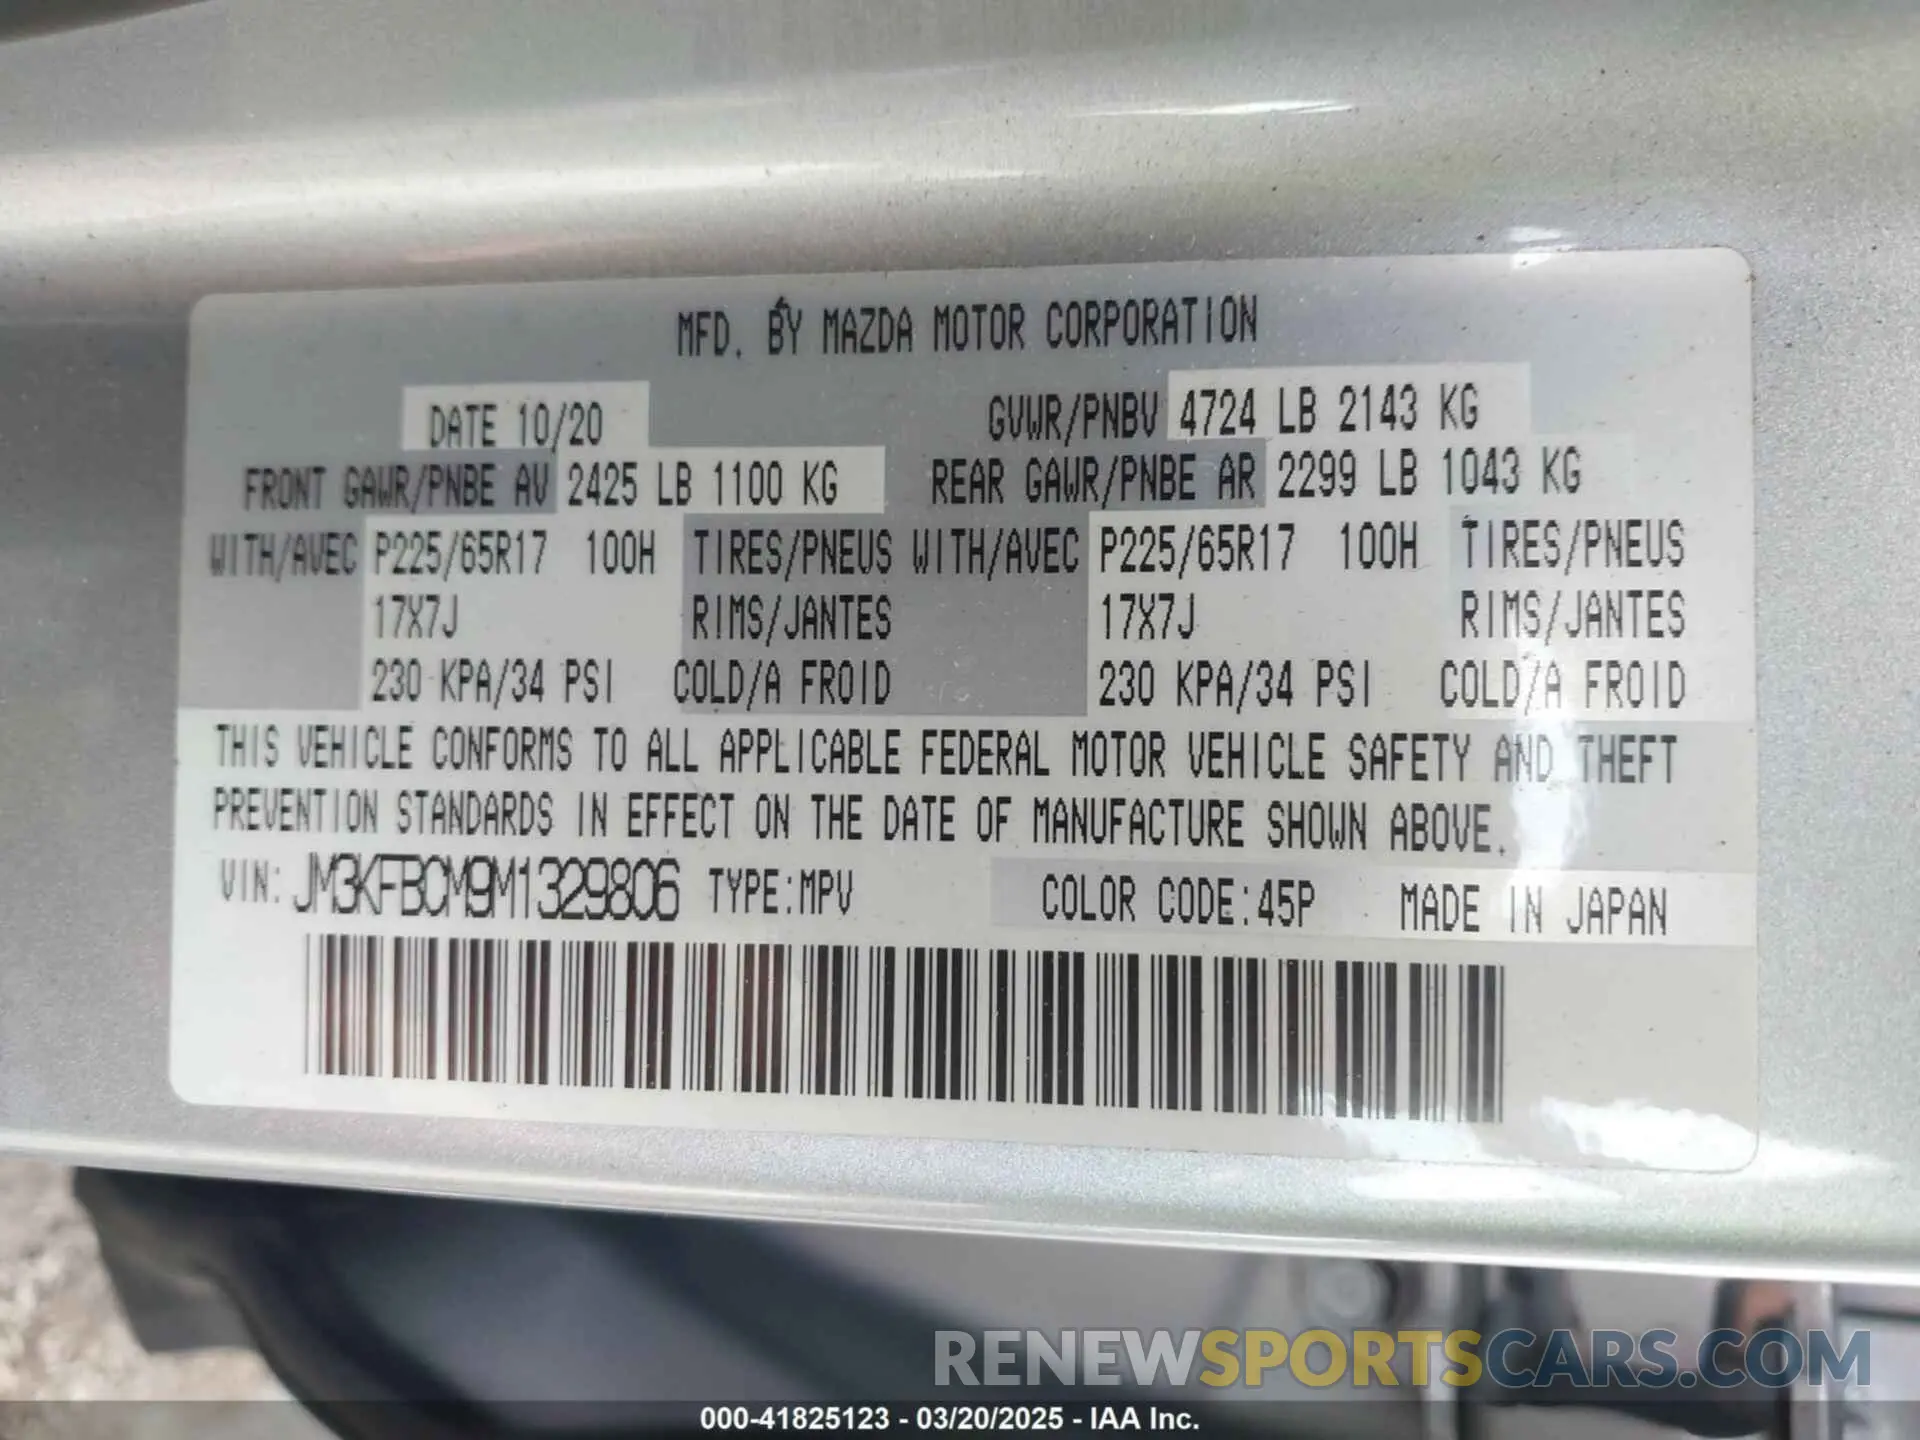 MFD. BY MAZDA MOTOR CORPORATION
DATE 10/20 GVWR/PNBV 4724 LB 2143 KG
FRONT GAWR/PNBE AV 2425 LB 1100 KG REAR GAWR/PNBE AR 2299 LB 1043 KG
WITH/AVEC P225/65R17 100H TIRES/PNEUS WITH/AVEC P225/65R17 100H TIRES/PNEUS
17X7J RIMS/JANTES 17X7J RIMS/JANTES
230 KPA/34 PSI COLD/A FROID 230 KPA/34 PSI COLD/A FROID
THIS VEHICLE CONFORMS TO ALL APPLICABLE FEDERAL MOTOR VEHICLE SAFETY AND THEFT
PREVENTION STANDARDS IN EFFECT ON THE DATE OF MANUFACTURE SHOWN ABOVE.
VIN: JM3KFBCM9M1329806 TYPE:MPV COLOR CODE:45P MADE IN JAPAN
RENEWSPORTSCARS.COM
000-41825123 - 03/20/2025 - IAA Inc.